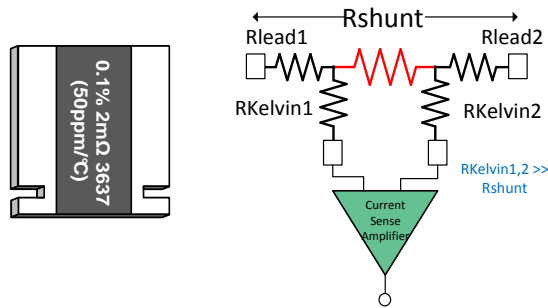 0.1% 2mΩ 3637
(50ppm/°C)
Rshunt
Rlead1
Rlead2
RKelvin1
RKelvin2
RKelvin1,2 >>
Rshunt
Current
Sense
Amplifier